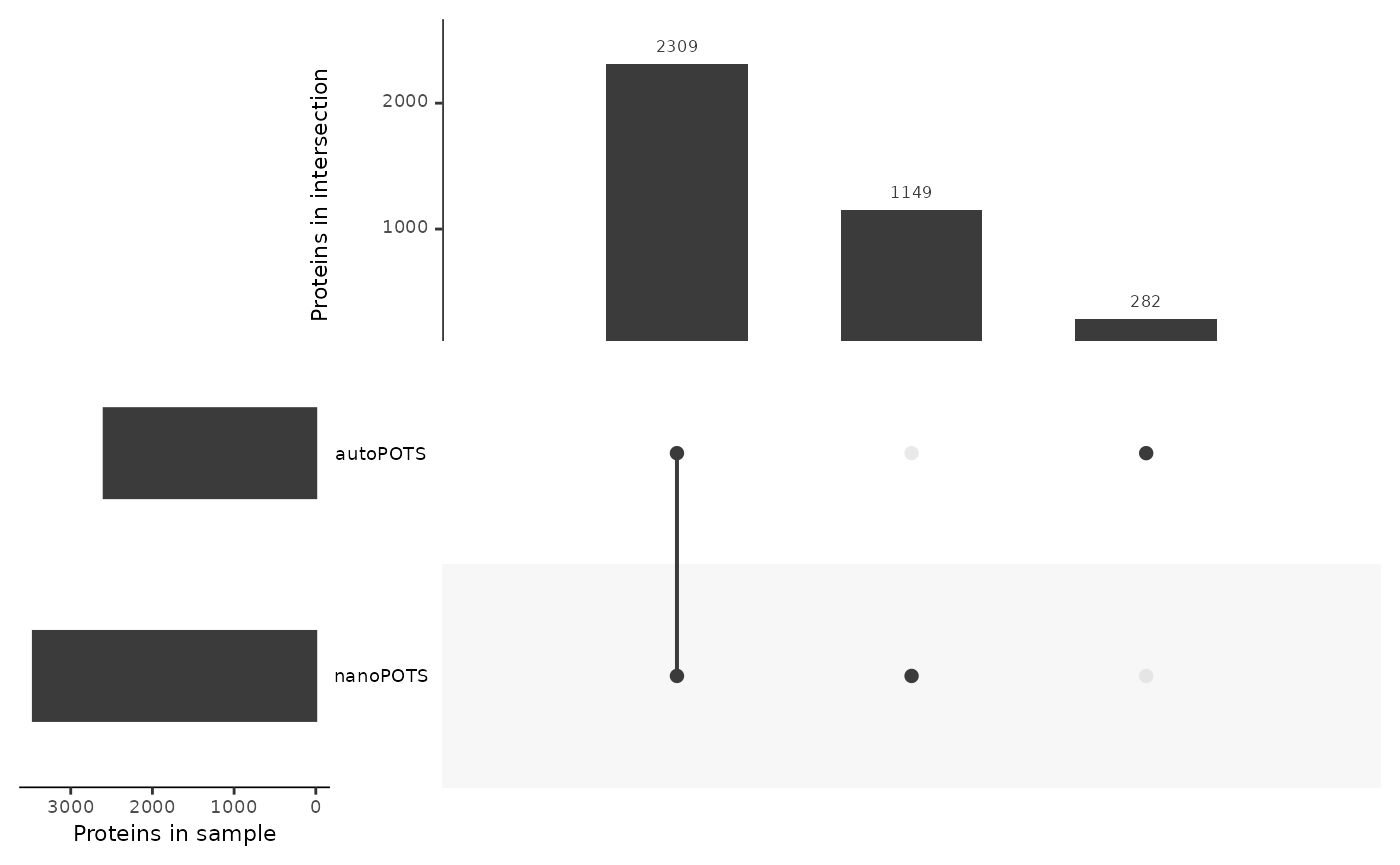 2309
2000
1149
1000
282
Proteins in intersection
autoPOTS
nanoPOTS
3000 2000 1000 0
Proteins in sample